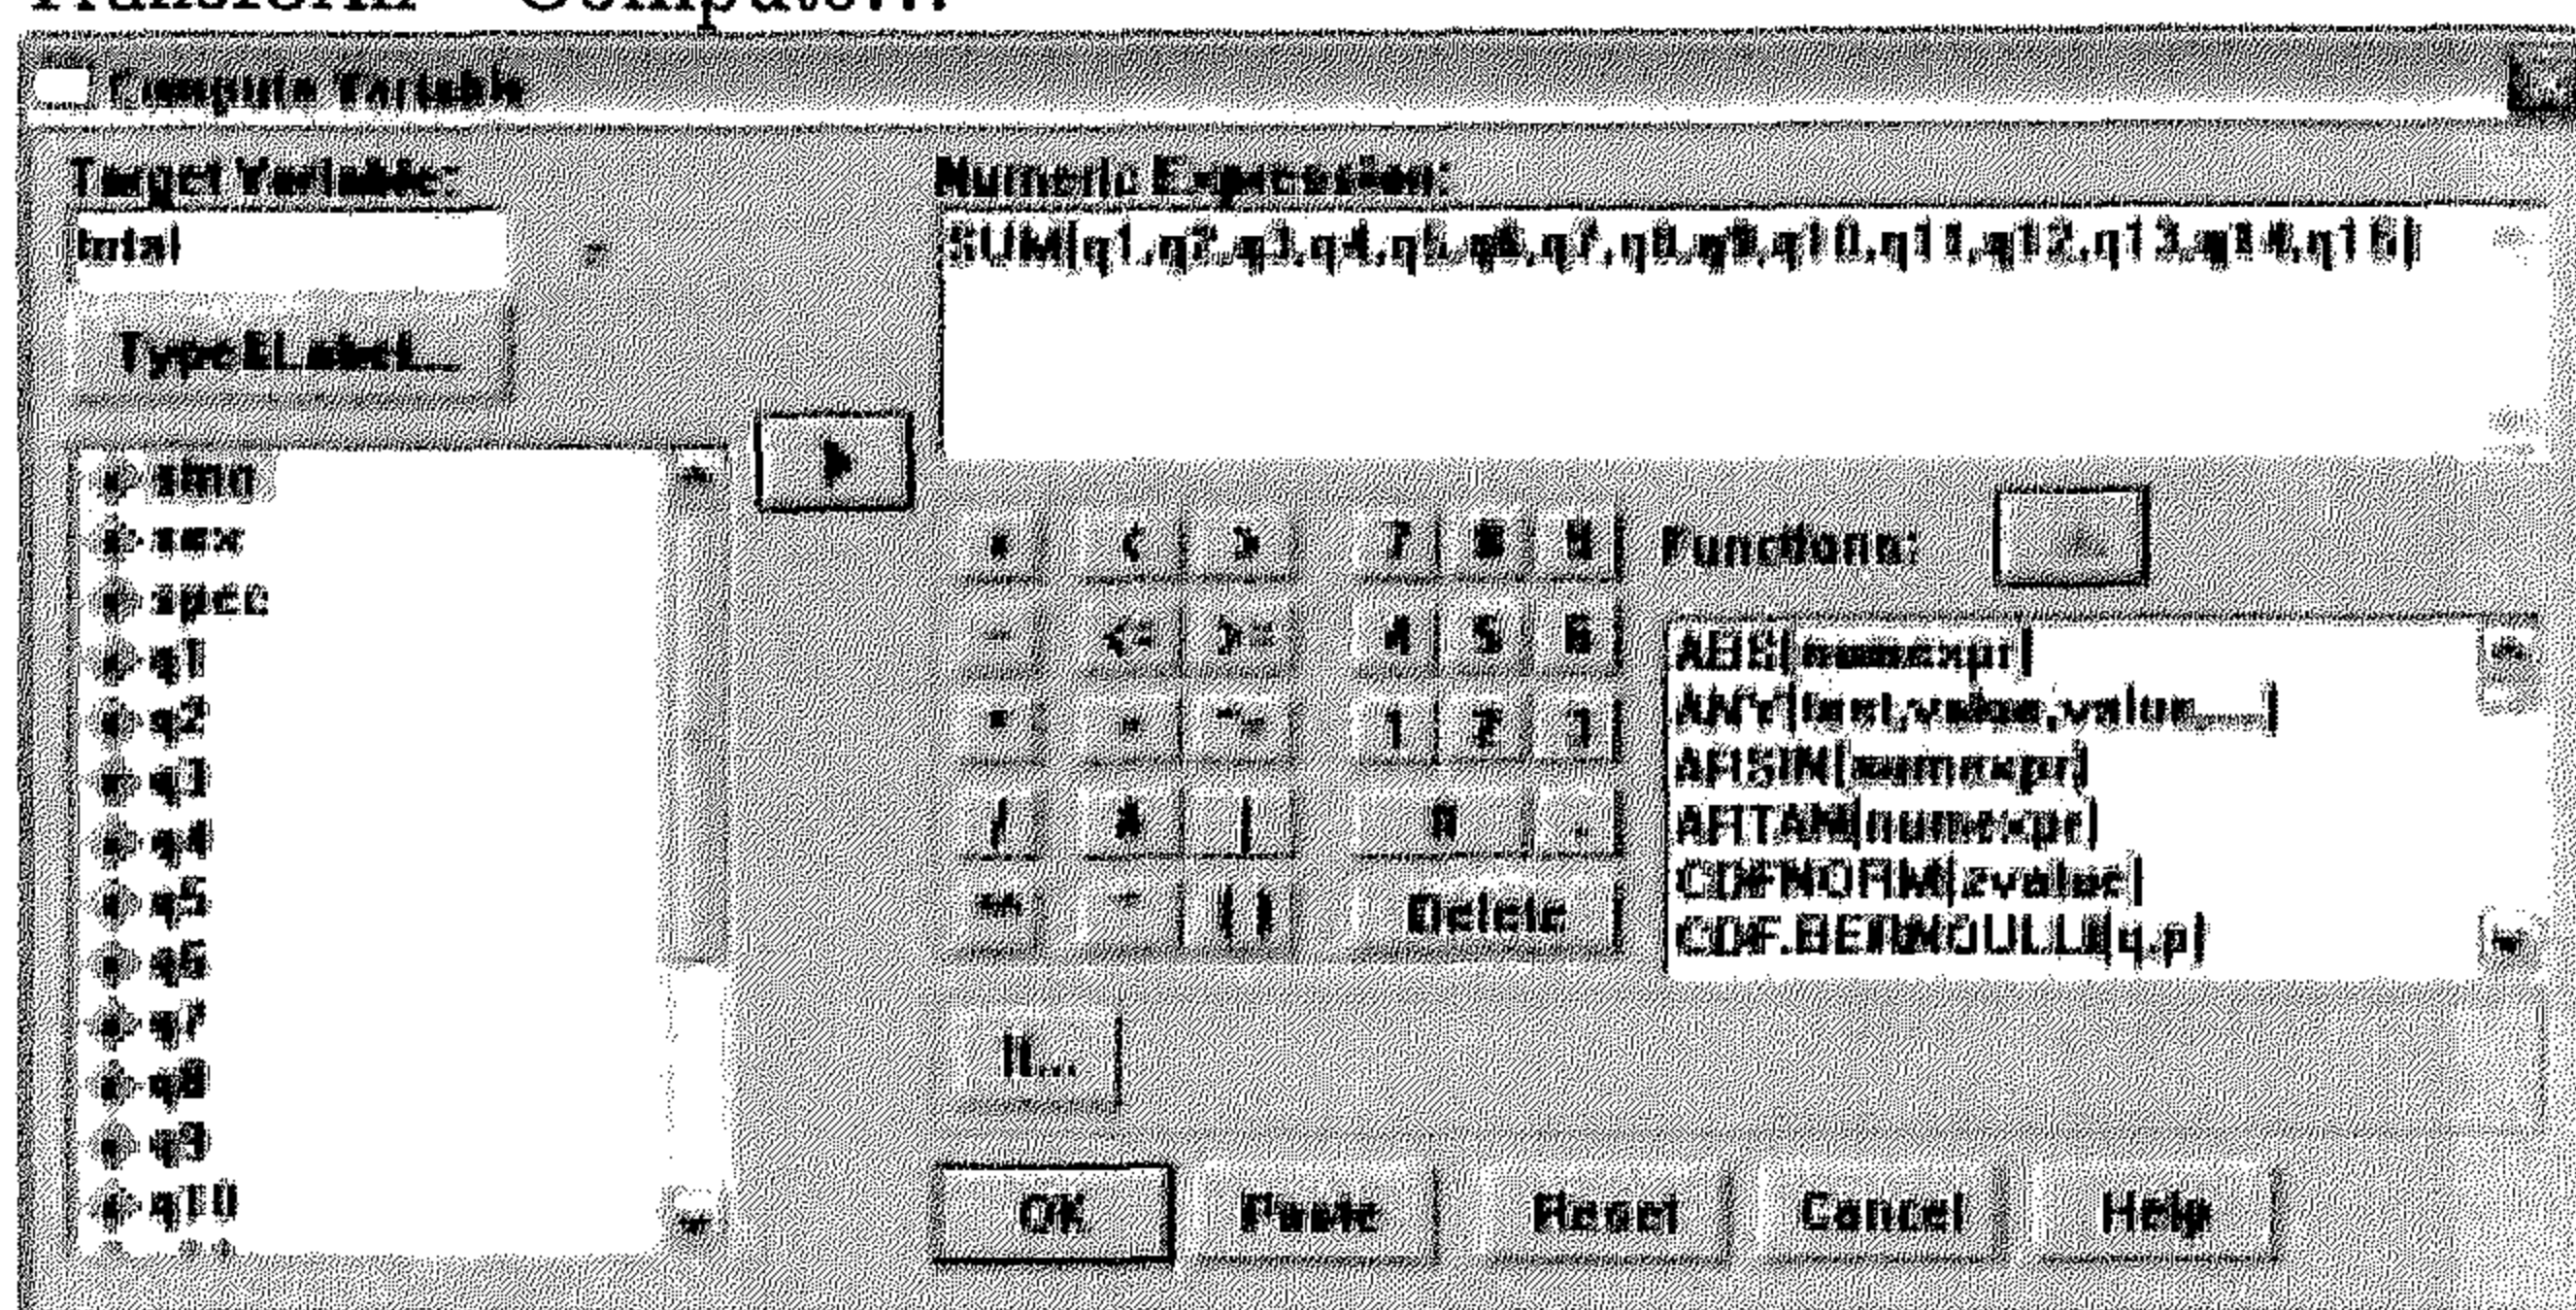 Compute...
Compute Variable
Target Variable:
total
Type&Label...
Numeric Expression:
SUM(q1,q2,q3,q4,q5,q6,q7,q8,q9,q10,q11,q12,q13,q14,q15)
sex
spec
q1
q2
q3
q4
q5
q6
q7
q8
q9
q10
+ < > 7 8 9
- <= >= 4 5 6
* = ~= 1 2 3
/ & | 0 .
** ~ ( ) Delete
Functions:
ABS(numexpr)
ANY(test,value,value,...)
ARSIN(numexpr)
ARTAN(numexpr)
CDFNORM(zvalue)
CDF.BERNOULLI(q,p)
If...
OK Paste Reset Cancel Help